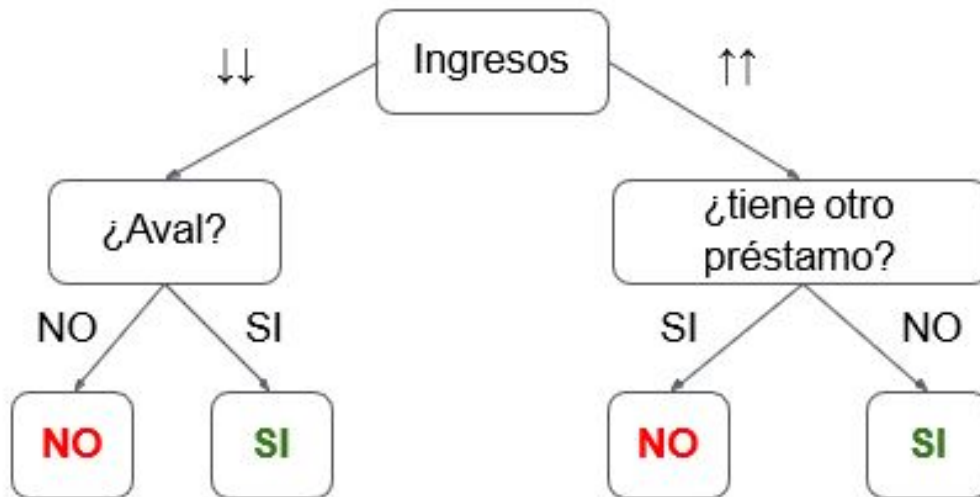 ↓↓
Ingresos
↑↑
¿Aval?
¿tiene otro
préstamo?
NO
SI
SI
NO
NO
SI
NO
SI